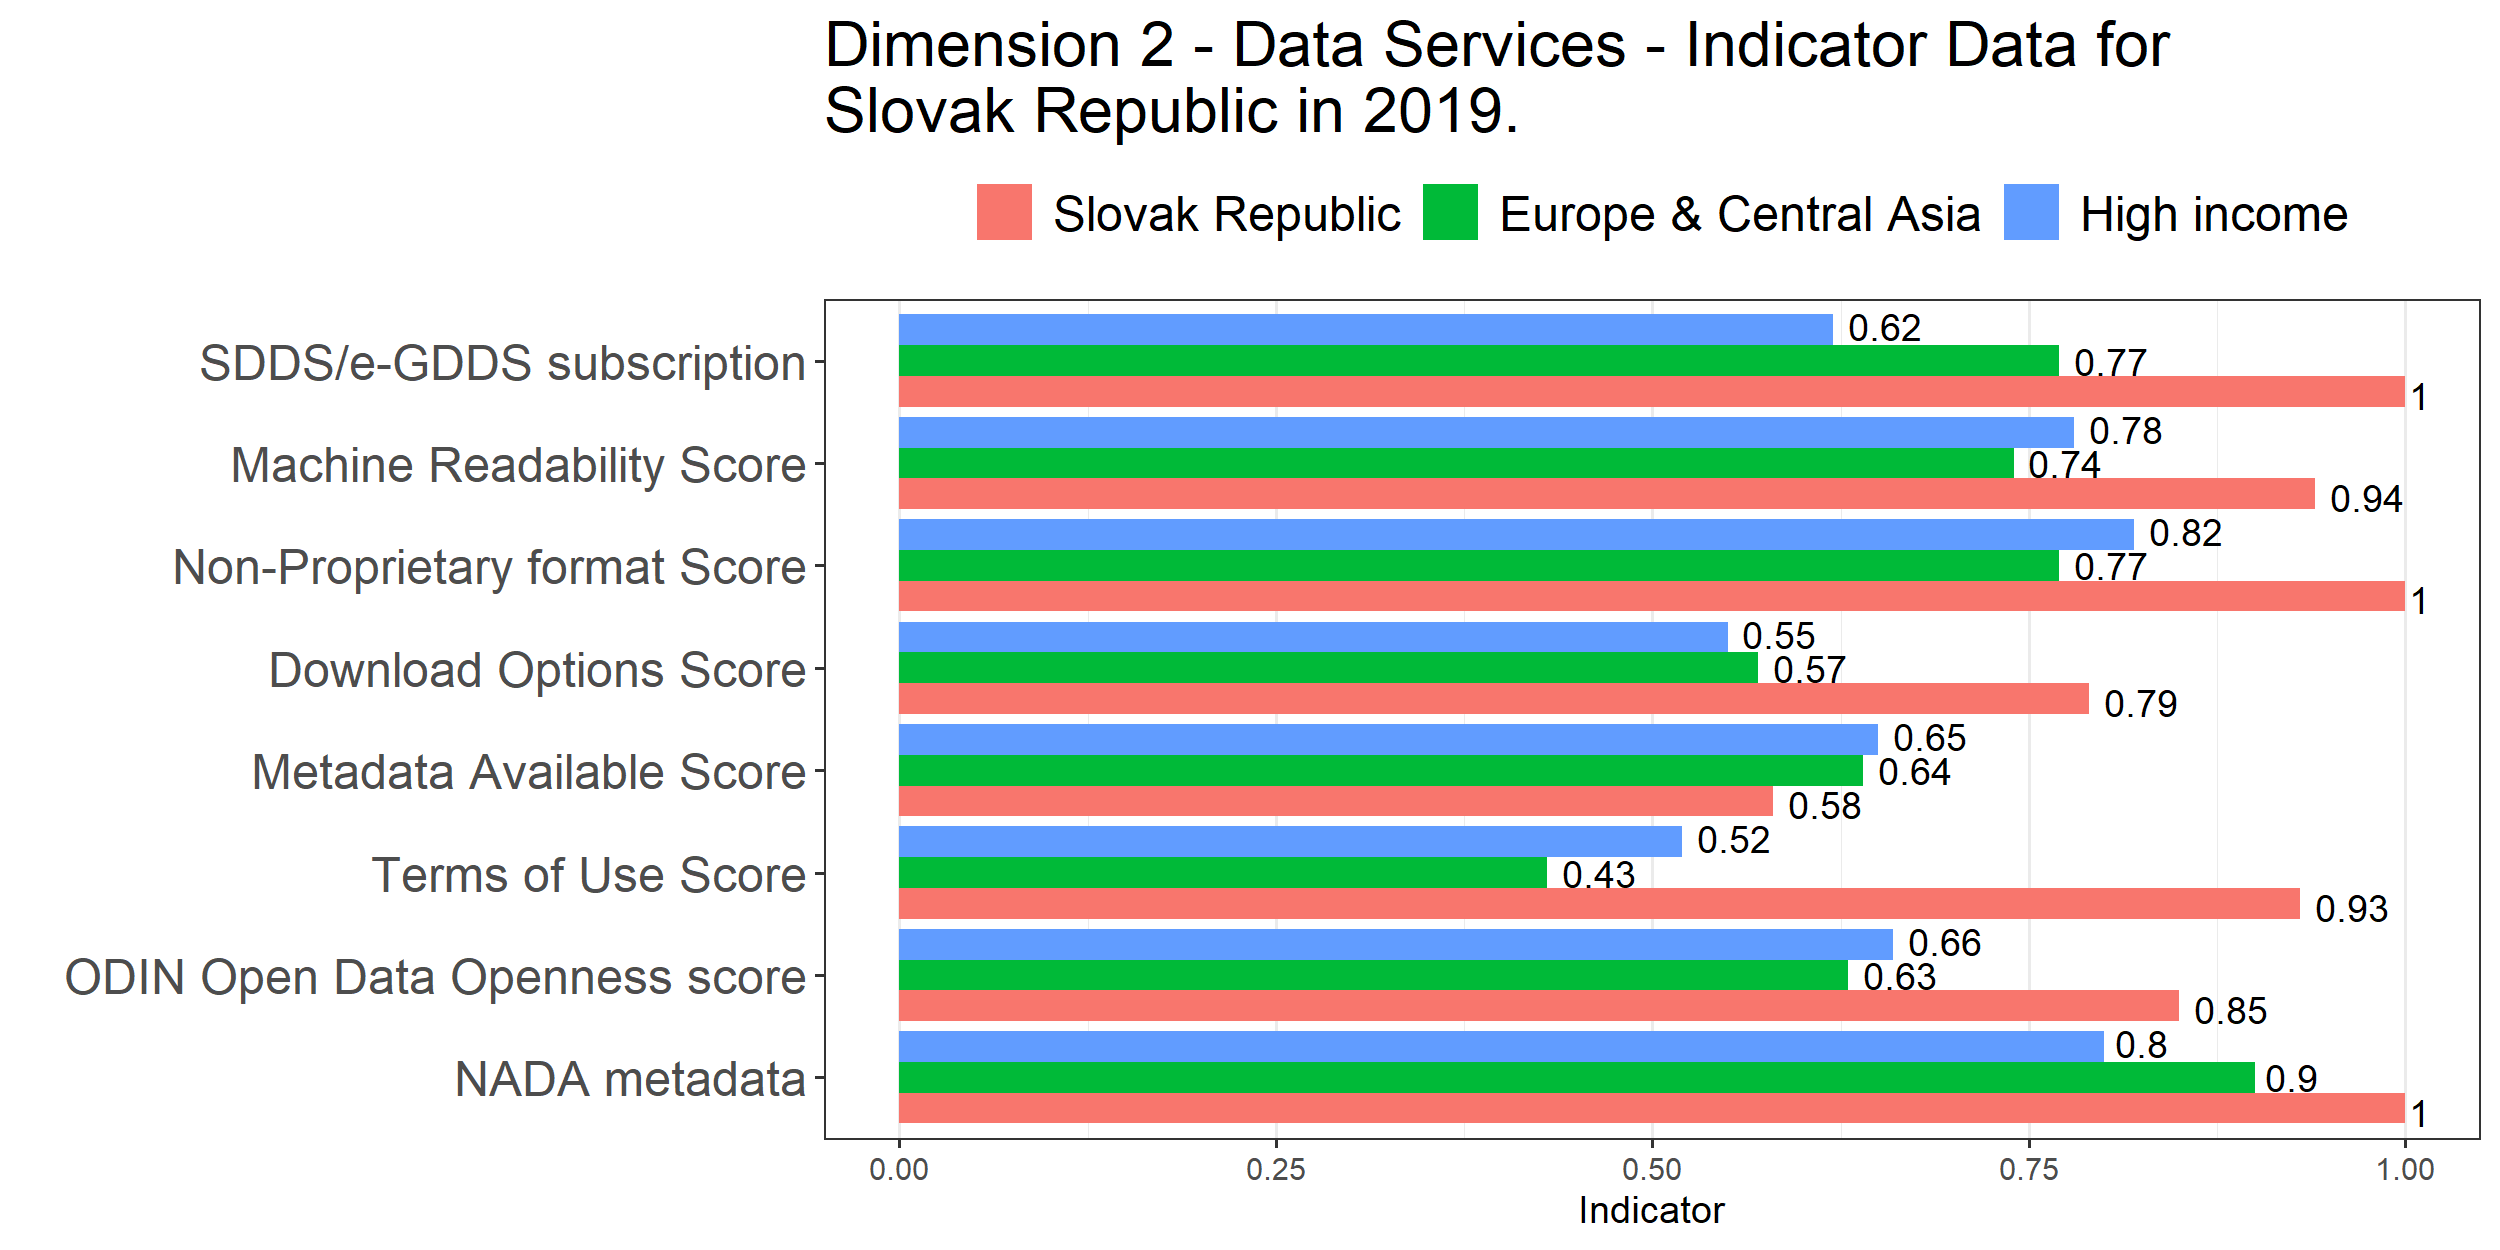 Dimension 2 - Data Services - Indicator Data for
Slovak Republic in 2019.
Slovak Republic Europe & Central Asia High income
SDDS/e-GDDS subscription
0.62
0.77
1
Machine Readability Score
0.78
0.74
0.94
Non-Proprietary format Score
0.82
0.77
1
Download Options Score
0.55
0.57
0.79
Metadata Available Score
0.65
0.64
0.58
Terms of Use Score
0.52
0.43
0.93
ODIN Open Data Openness score
0.66
0.63
0.85
NADA metadata
0.8
0.9
1
0.00 0.25 0.50 0.75 1.00
Indicator